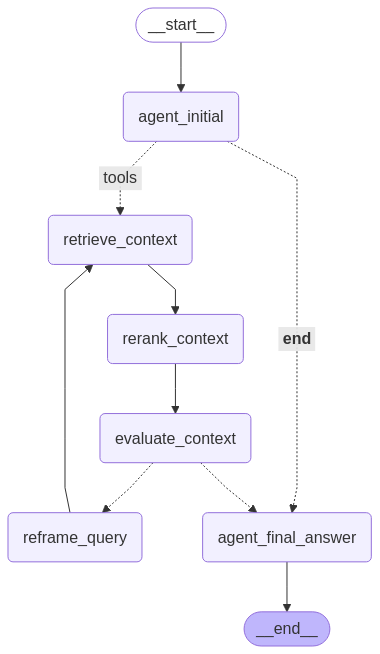 __start__
agent_initial
tools
retrieve_context
rerank_context
end
evaluate_context
reframe_query
agent_final_answer
__end__